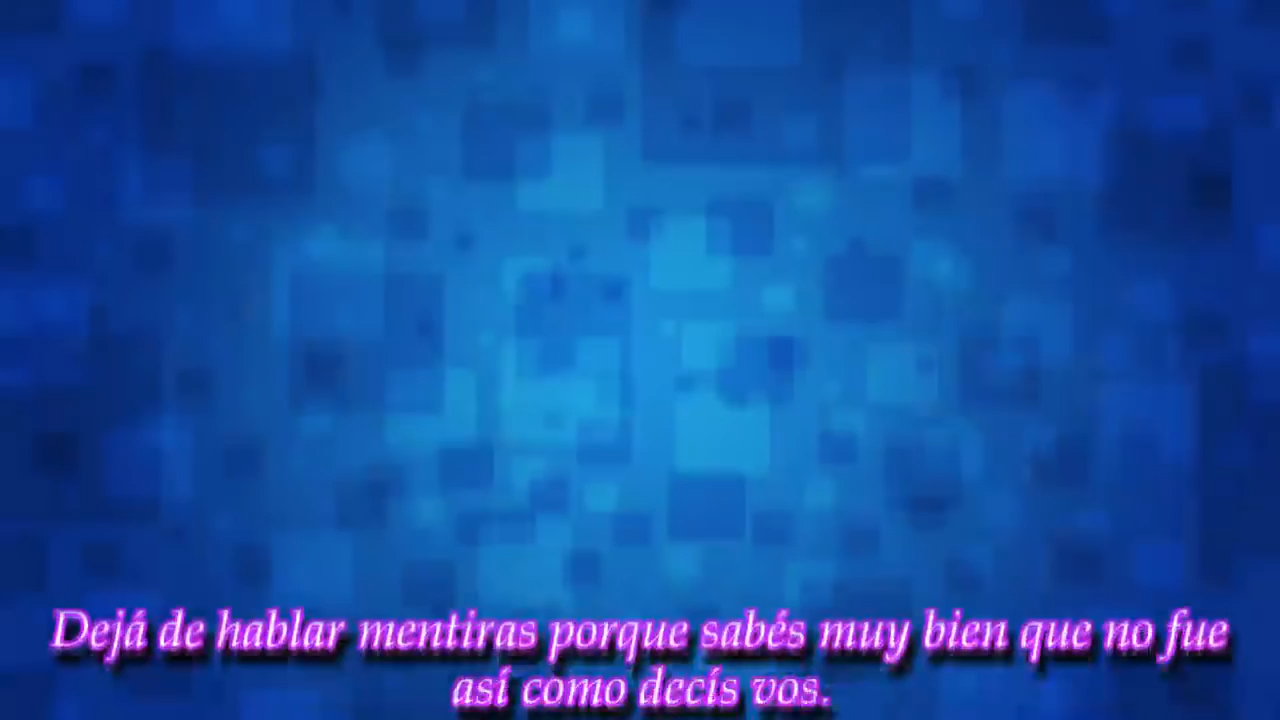 Dejá de hablar mentiras porque sabés muy bien que no fue
así como decís vos.